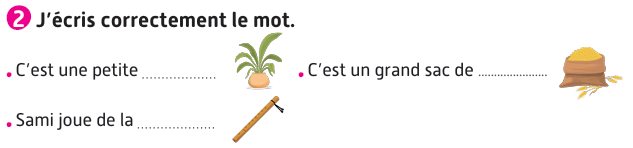 2 J'écris correctement le mot.
• C'est une petite ................
• C'est un grand sac de ................
• Sami joue de la ................